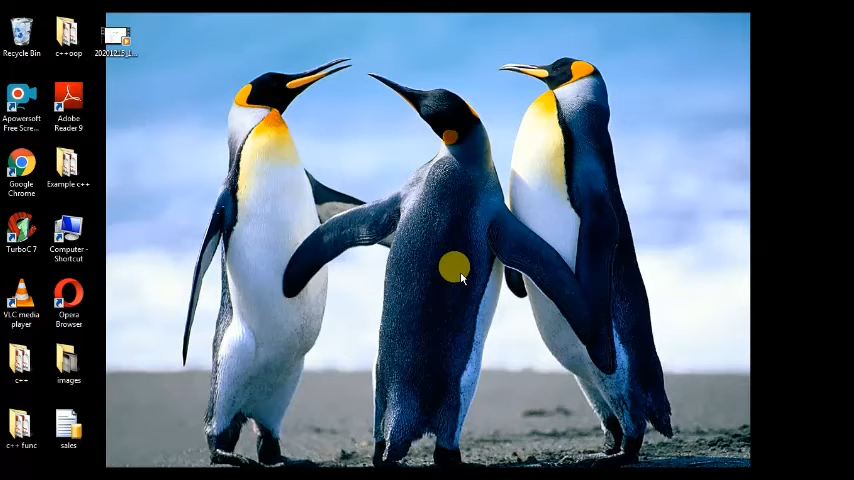 Recycle Bin
c++oop
20201215_1...
Apowersoft
Free Scre...
Adobe
Reader 9
Google
Chrome
Example c++
TurboC 7
Computer -
Shortcut
VLC media
player
Opera
Browser
c++
images
c++ func
sales